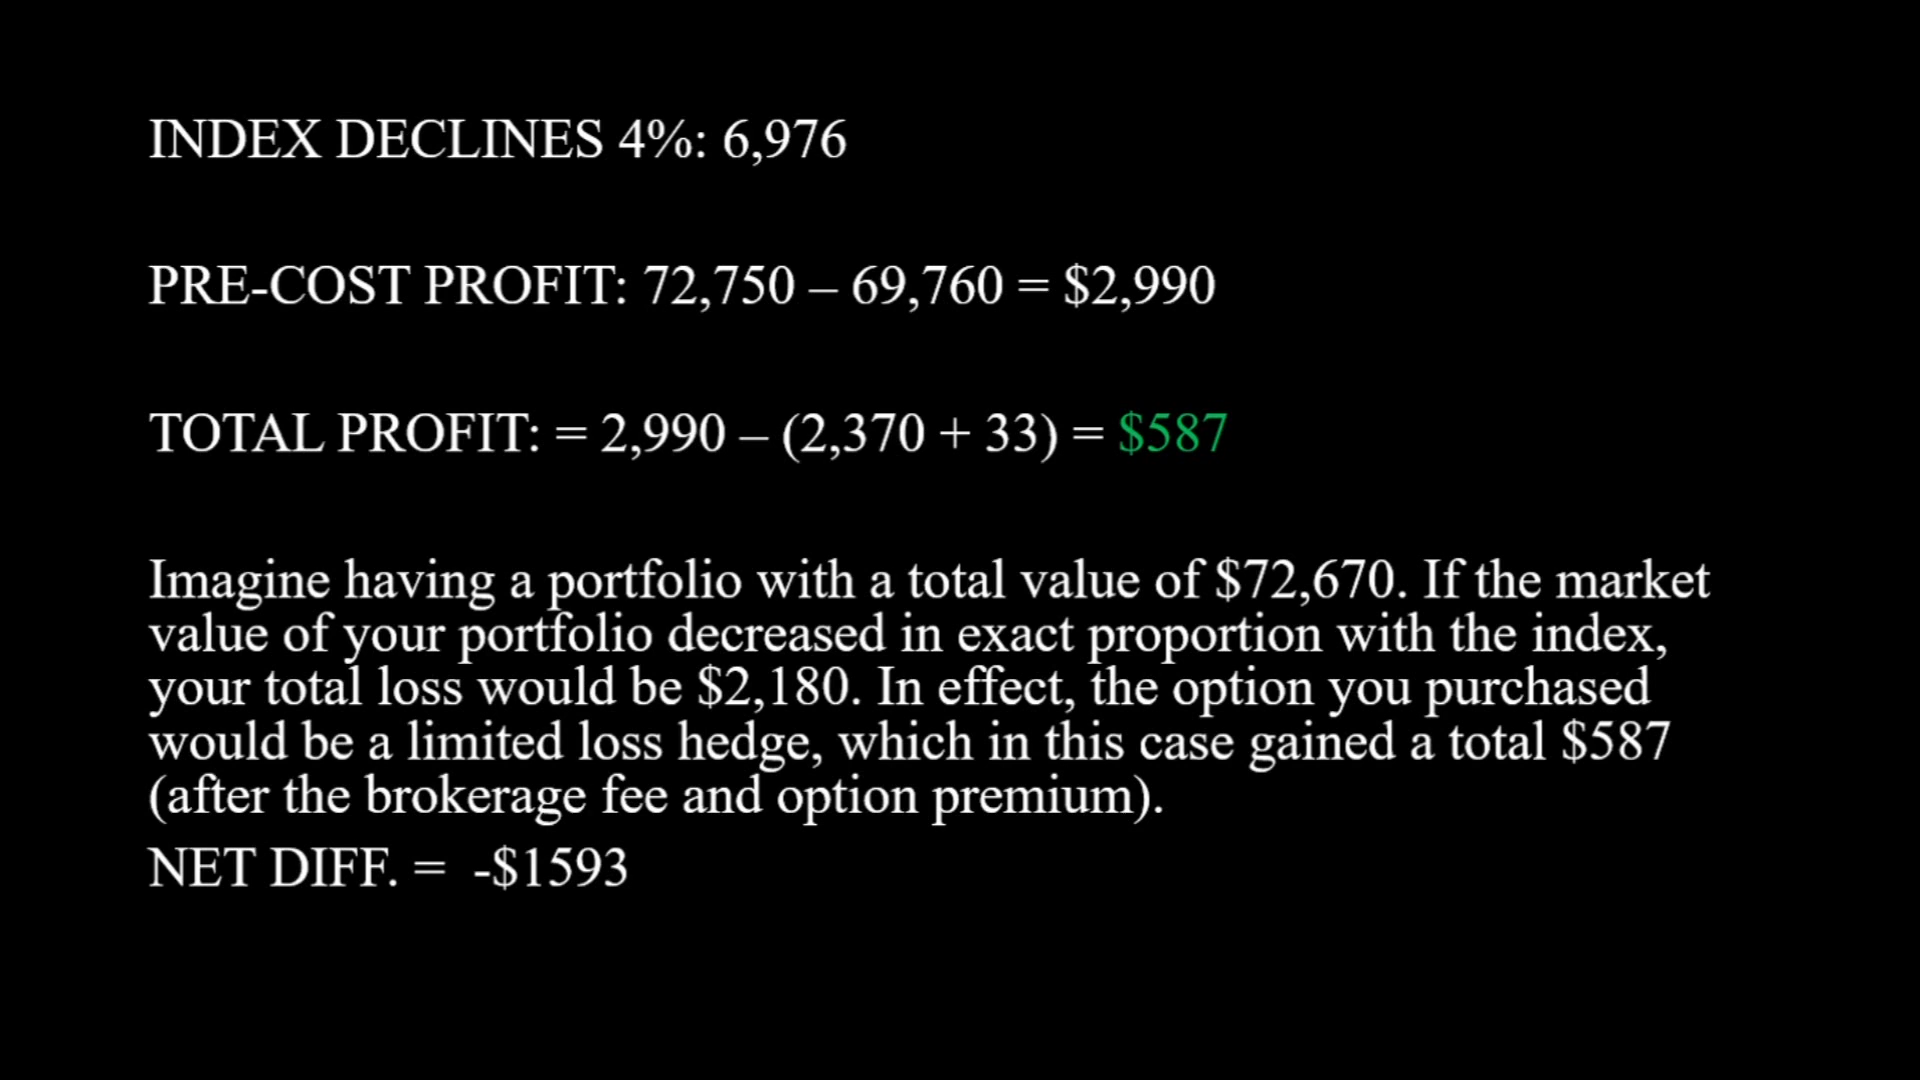 INDEX DECLINES 4%: 6,976
PRE-COST PROFIT: 72,750 – 69,760 = $2,990
TOTAL PROFIT: = 2,990 – (2,370 + 33) = $587
Imagine having a portfolio with a total value of $72,670. If the market
value of your portfolio decreased in exact proportion with the index,
your total loss would be $2,180. In effect, the option you purchased
would be a limited loss hedge, which in this case gained a total $587
(after the brokerage fee and option premium).
NET DIFF. = -$1593